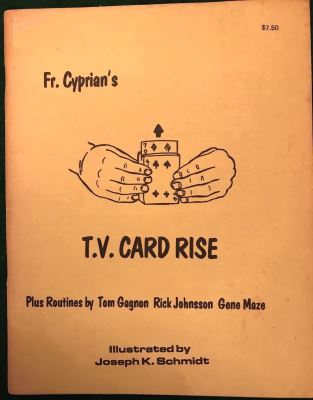 $7.50
Fr. Cyprian's
T.V. CARD RISE
Plus Routines by Tom Gagnon Rick Johnsson Gene Maze
Illustrated by
Joseph K. Schmidt